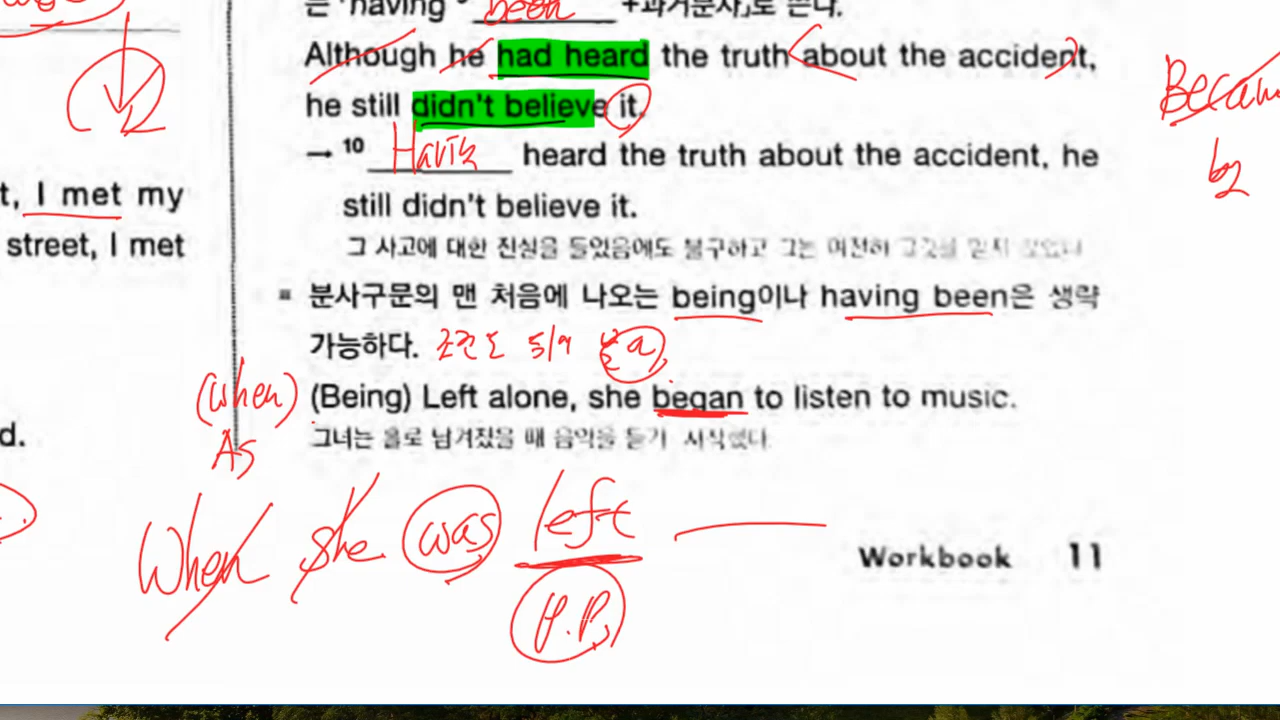 는 'having been +과거분사」로 쓴다.
Although he had heard the truth about the accident,
he still didn't believe it.
→ 10 Having heard the truth about the accident, he
still didn't believe it.
그 사고에 대한 진실을 들었음에도 불구하고 그는 여전히 그것을 믿지 않았다
■ 분사구문의 맨 처음에 나오는 being이나 having been은 생략
가능하다.
(when) (Being) Left alone, she began to listen to music.
As 그녀는 홀로 남겨졌을 때 음악을 듣기 시작했다
When she was left
P.P.
Workbook 11
t, I met my
street, I met
d.